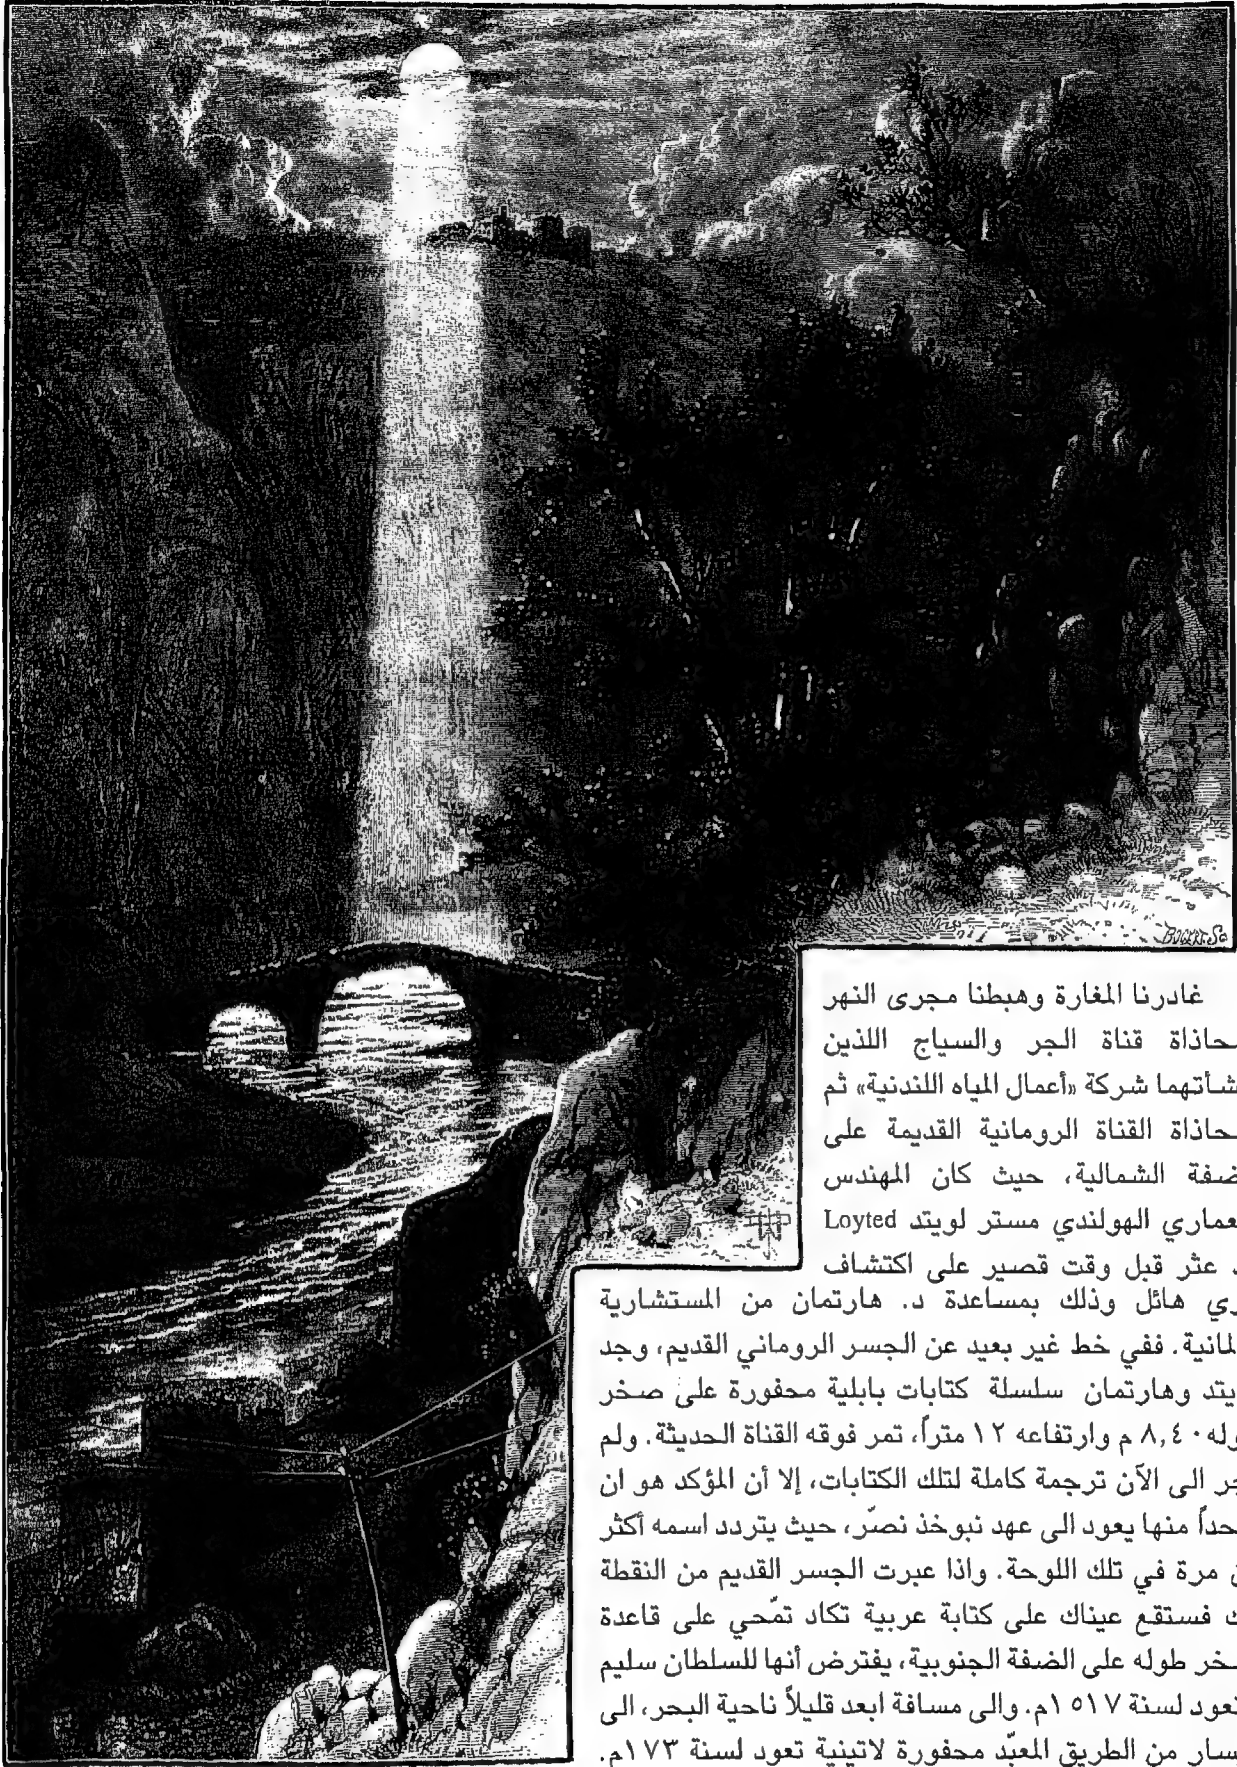 غادرنا المغارة وهبطنا مجرى النهر
حاذاة قناة الجر والسياج اللذين
شأتهما شركة «أعمال المياه اللندنية» ثم
حاذاة القناة الرومانية القديمة على
ضفة الشمالية، حيث كان المهندس
عماري الهولندي مستر لويتد Loyted
عثر قبل وقت قصير على اكتشاف
ري هائل وذلك بمساعدة د. هارتمان من المستشارية
لمانية. ففي خط غير بعيد عن الجسر الروماني القديم، وجد
يتد وهارتمان سلسلة كتابات بابلية محفورة على صخر
وله ٨,٤٠ م وارتفاعه ١٢ متراً، تمر فوقه القناة الحديثة. ولم
جر الى الآن ترجمة كاملة لتلك الكتابات، إلا أن المؤكد هو ان
حداً منها يعود الى عهد نبوخذ نصّر، حيث يتردد اسمه أكثر
ن مرة في تلك اللوحة. واذا عبرت الجسر القديم من النقطة
ك فستقع عيناك على كتابة عربية تكاد تمّحي على قاعدة
خر طوله على الضفة الجنوبية، يفترض أنها للسلطان سليم
تعود لسنة ١٥١٧م. والى مسافة ابعد قليلاً ناحية البحر، الى
سار من الطريق المعبّد محفورة لاتينية تعود لسنة ١٧٣م.